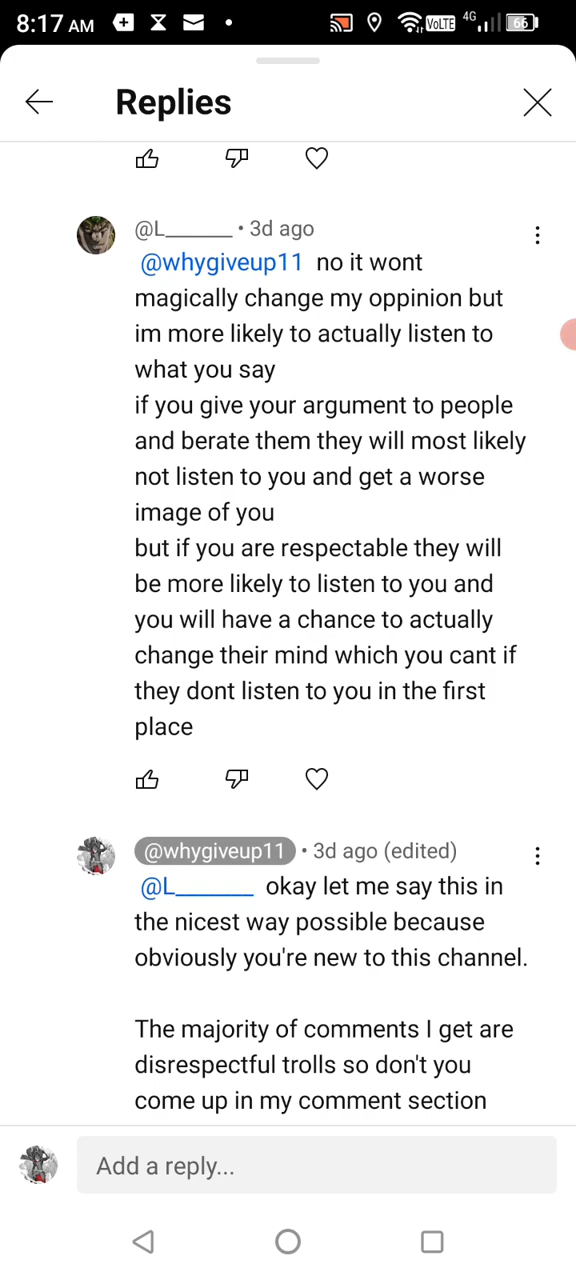 8:17 AM VoLTE 4G 66
Replies
@L______ • 3d ago
@whygiveup11 no it wont
magically change my oppinion but
im more likely to actually listen to
what you say
if you give your argument to people
and berate them they will most likely
not listen to you and get a worse
image of you
but if you are respectable they will
be more likely to listen to you and
you will have a chance to actually
change their mind which you cant if
they dont listen to you in the first
place
@whygiveup11 • 3d ago (edited)
@L_______ okay let me say this in
the nicest way possible because
obviously you're new to this channel.
The majority of comments I get are
disrespectful trolls so don't you
come up in my comment section
Add a reply...